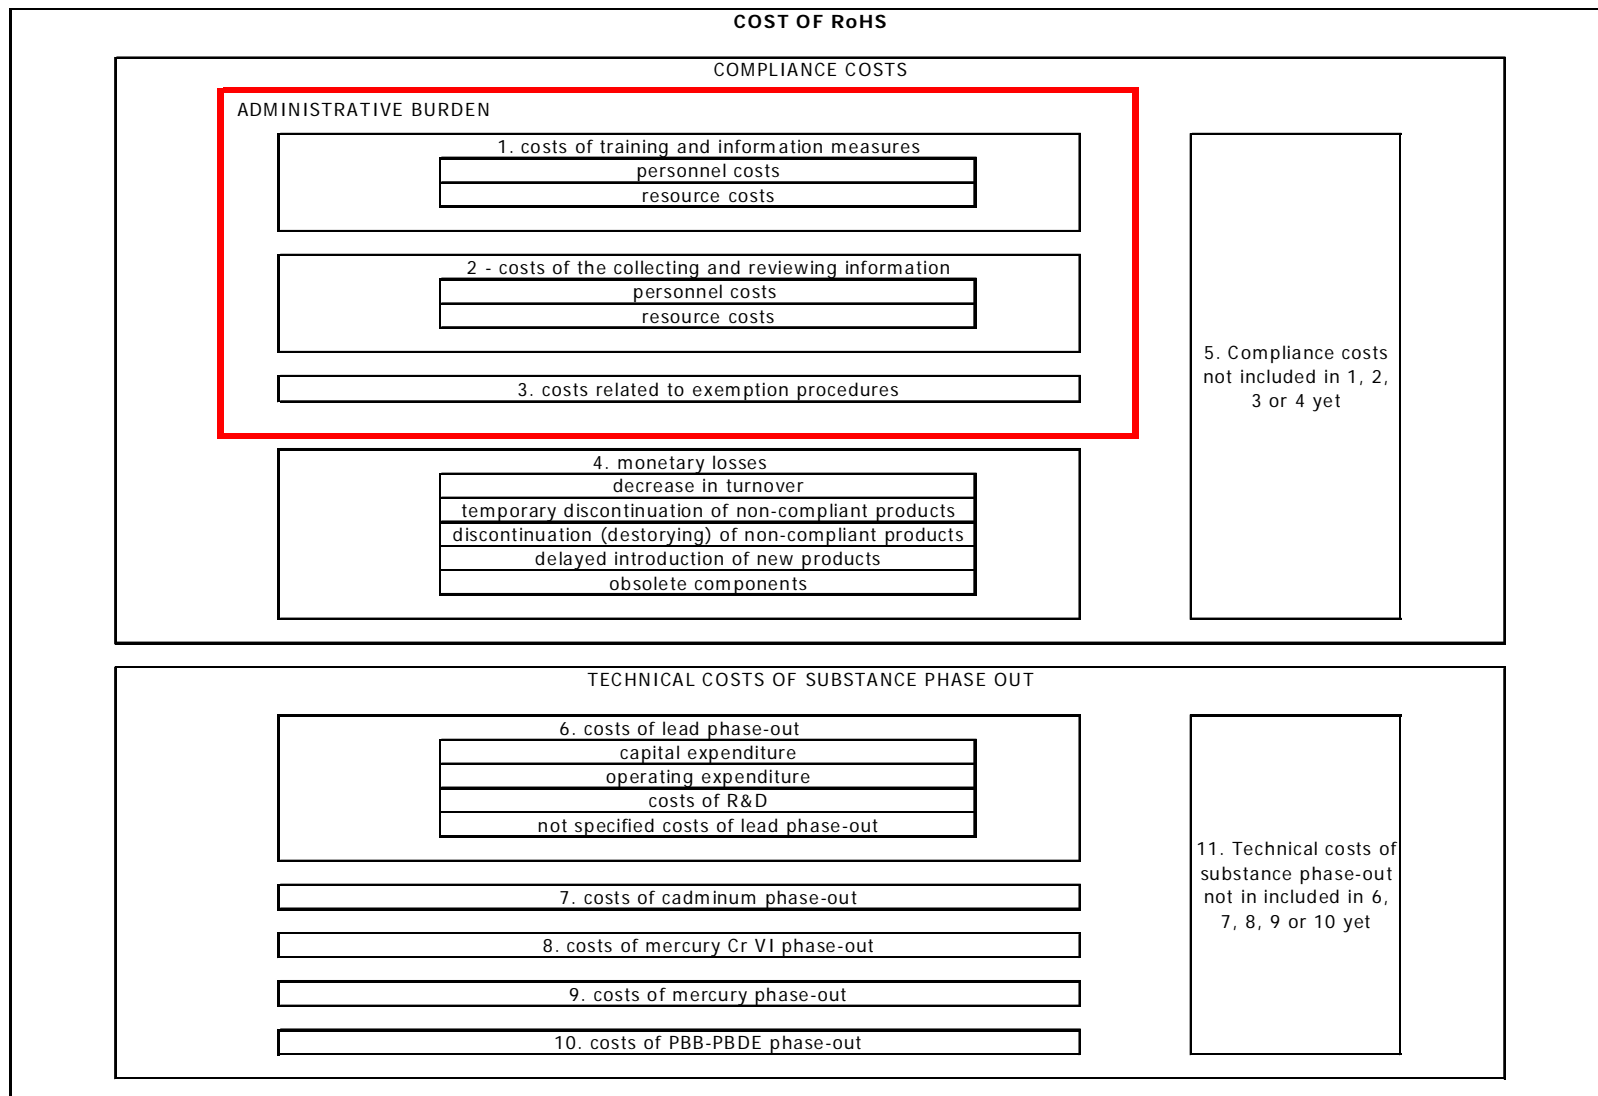 COST OF RoHS
COMPLIANCE COSTS
ADMINISTRATIVE BURDEN
1. costs of training and information measures
personnel costs
resource costs
2 - costs of the collecting and reviewing information
personnel costs
resource costs
3. costs related to exemption procedures
4. monetary losses
decrease in turnover
temporary discontinuation of non-compliant products
discontinuation (destorying) of non-compliant products
delayed introduction of new products
obsolete components
5. Compliance costs
not included in 1, 2,
3 or 4 yet
TECHNICAL COSTS OF SUBSTANCE PHASE OUT
6. costs of lead phase-out
capital expenditure
operating expenditure
costs of R&D
not specified costs of lead phase-out
7. costs of cadminum phase-out
8. costs of mercury Cr VI phase-out
9. costs of mercury phase-out
10. costs of PBB-PBDE phase-out
11. Technical costs of
substance phase-out
not in included in 6,
7, 8, 9 or 10 yet